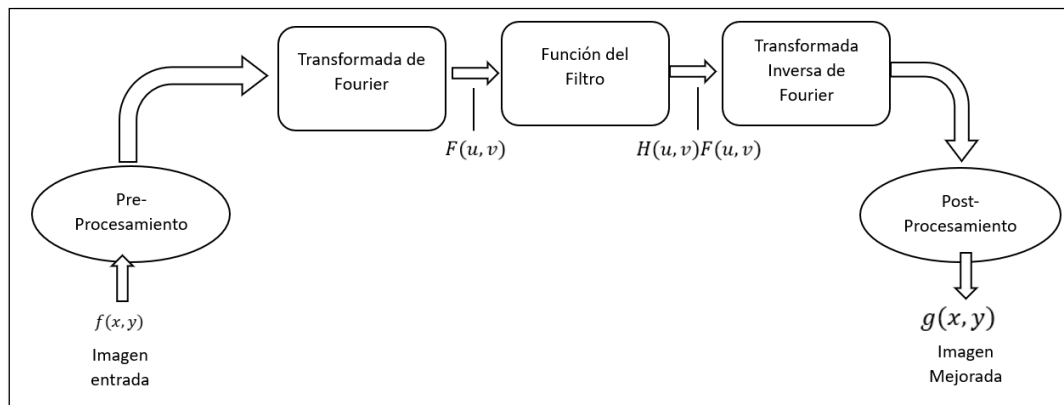 f(x,y)
Imagen
entrada
Pre-
Procesamiento
Transformada de
Fourier
F(u,v)
Función del
Filtro
H(u,v)F(u,v)
Transformada
Inversa de
Fourier
Post-
Procesamiento
g(x,y)
Imagen
Mejorada